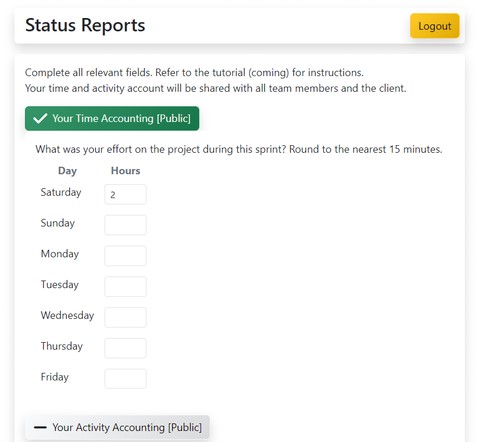 Status Reports
Logout
Complete all relevant fields. Refer to the tutorial (coming) for instructions.
Your time and activity account will be shared with all team members and the client.
Your Time Accounting [Public]
What was your effort on the project during this sprint? Round to the nearest 15 minutes.
Day Hours
Saturday 2
Sunday
Monday
Tuesday
Wednesday
Thursday
Friday
Your Activity Accounting [Public]